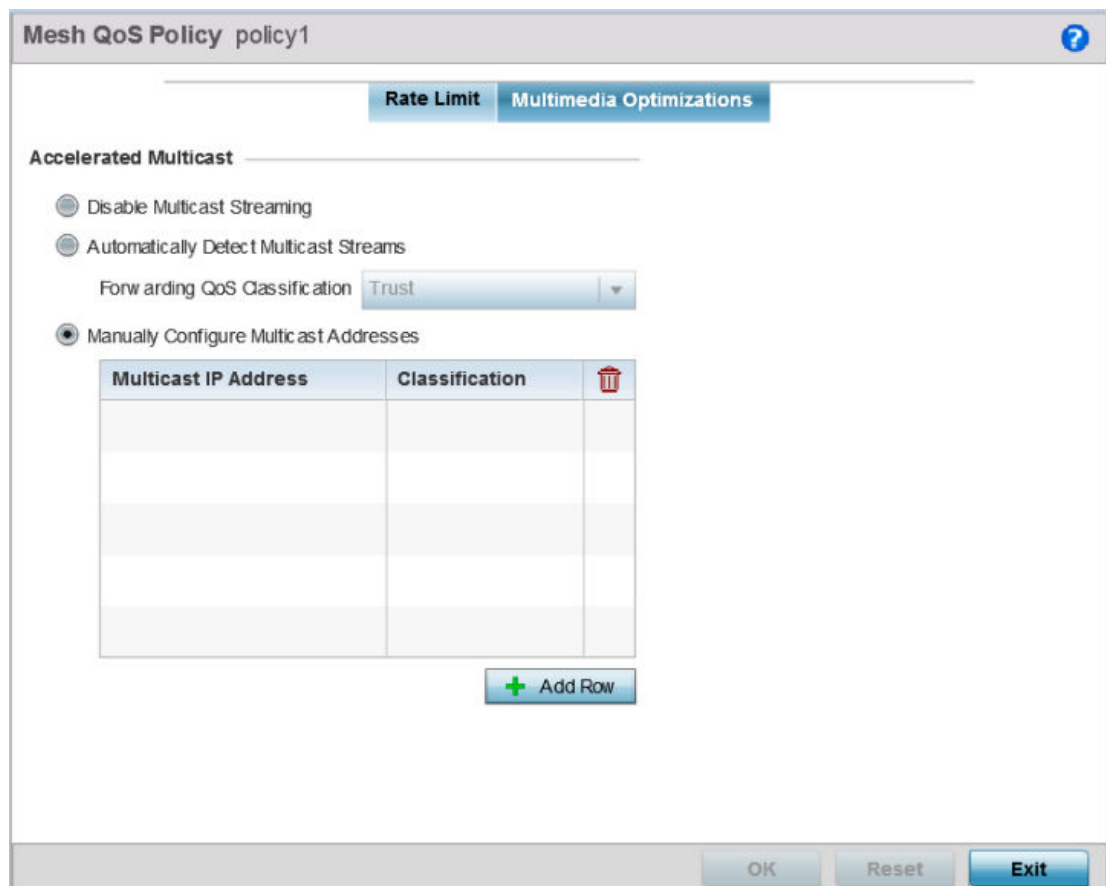 Mesh QoS Policy policy1
Rate Limit Multimedia Optimizations
Accelerated Multicast
Disable Multicast Streaming
Automatically Detect Multicast Streams
Forwarding QoS Classification Trust
Manually Configure Multicast Addresses
Multicast IP Address Classification
Add Row
OK Reset Exit